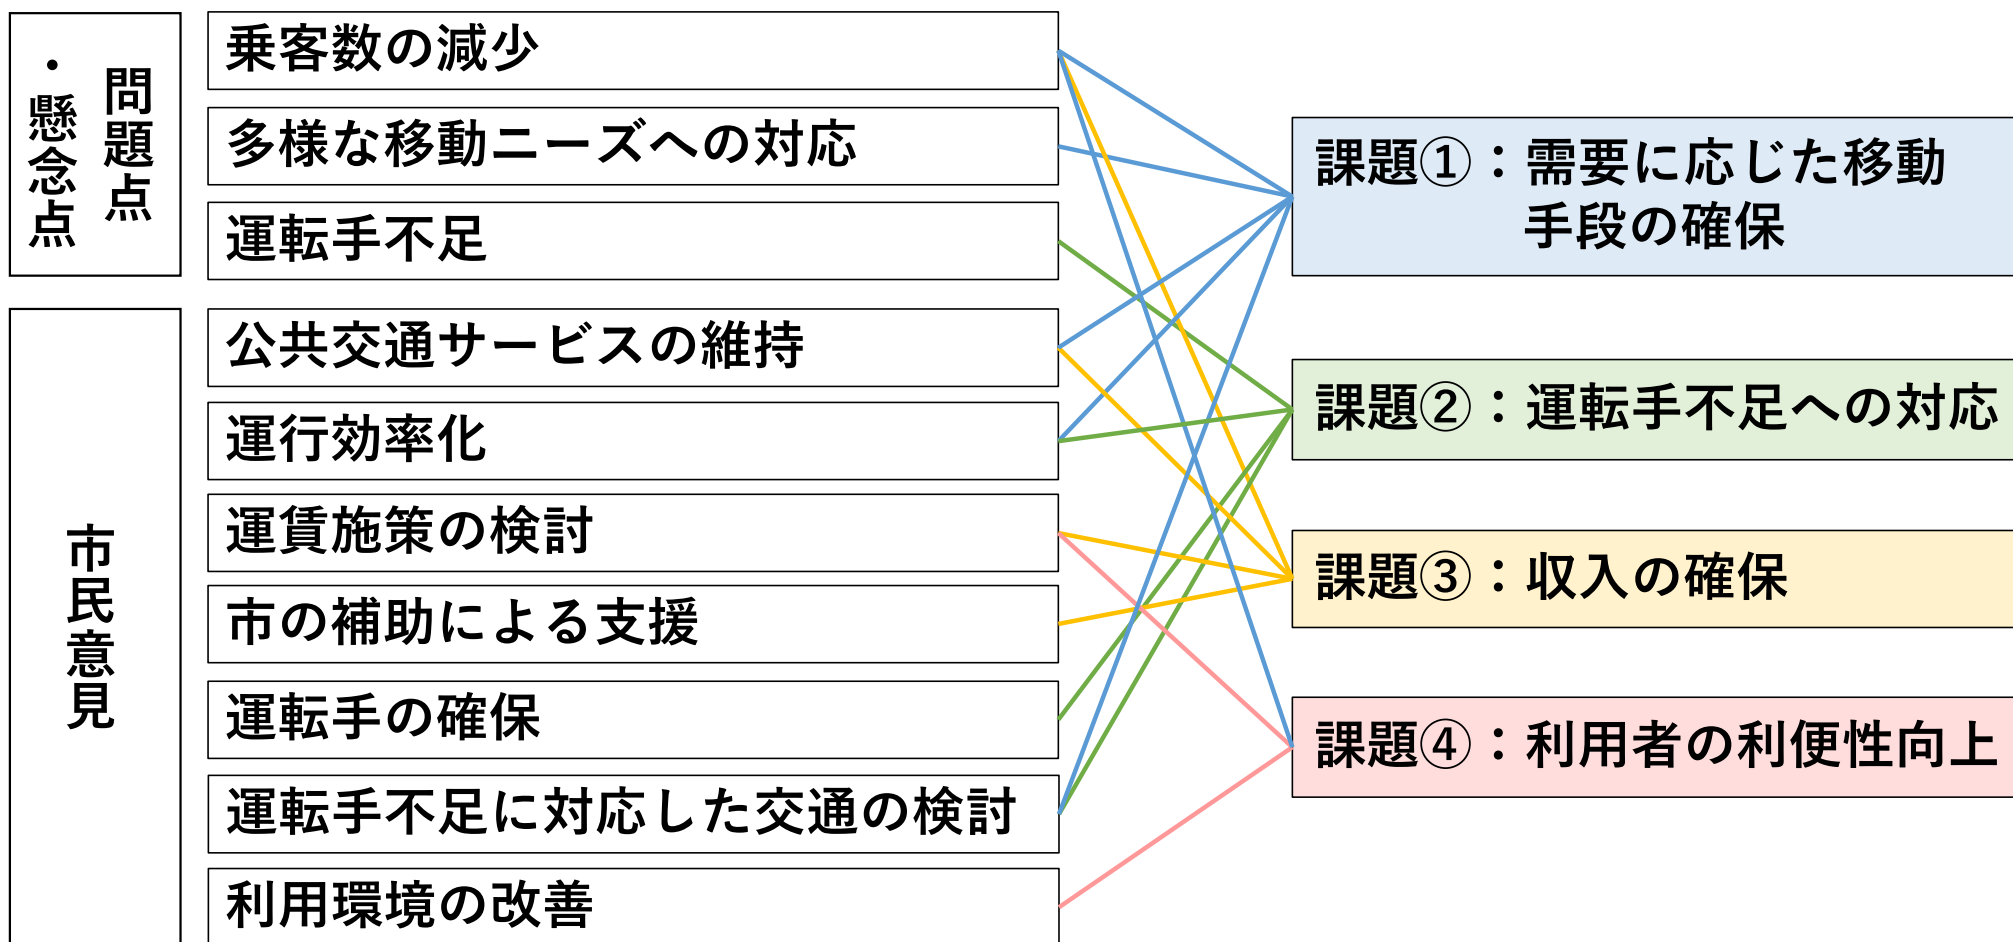 問題点
・懸念点
乗客数の減少
多様な移動ニーズへの対応
運転手不足
市民意見
公共交通サービスの維持
運行効率化
運賃施策の検討
市の補助による支援
運転手の確保
運転手不足に対応した交通の検討
利用環境の改善
課題①：需要に応じた移動
手段の確保
課題②：運転手不足への対応
課題③：収入の確保
課題④：利用者の利便性向上